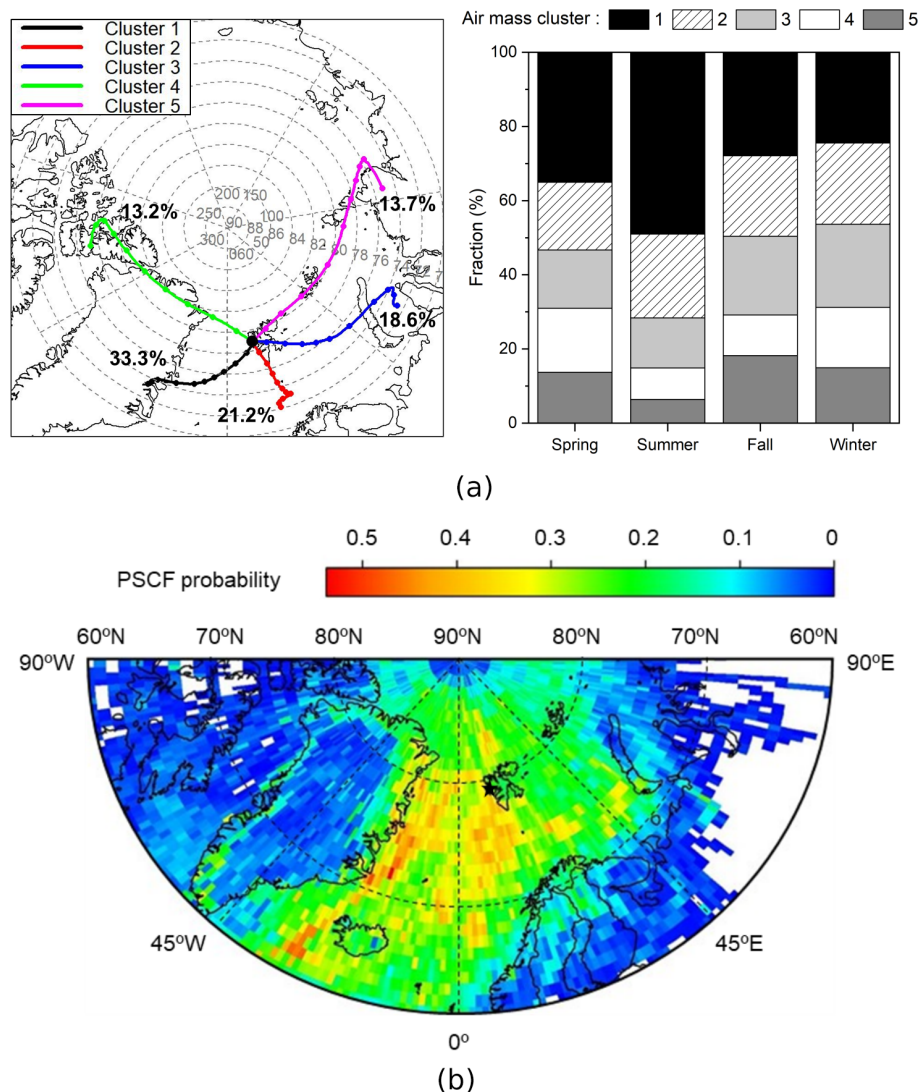 Cluster 1
Cluster 2
Cluster 3
Cluster 4
Cluster 5
13.2%
13.7%
18.6%
33.3%
21.2%
200 150
250 100
90 88 86 84 82 80 78 76 74 72
300 50
360
Air mass cluster : 1 2 3 4 5
Fraction (%)
100
80
60
40
20
0
Spring Summer Fall Winter
(a)
PSCF probability
0.5 0.4 0.3 0.2 0.1 0
60ºN 70ºN 80ºN 90ºN 80ºN 70ºN 60ºN
90ºW 90ºE
45ºW 45ºE
0º
(b)